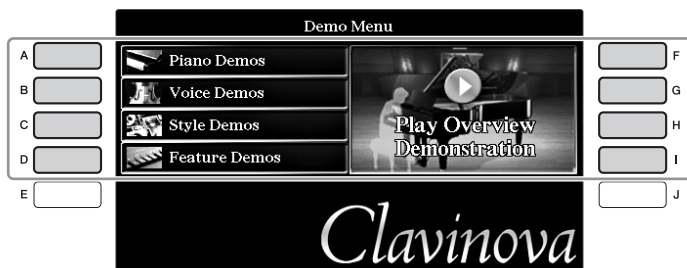 Demo Menu
A
F
Piano Demos
B
G
Voice Demos
C
H
Style Demos
Play Overview
D
I
Feature Demos
Demonstration
E
J
Clavinova